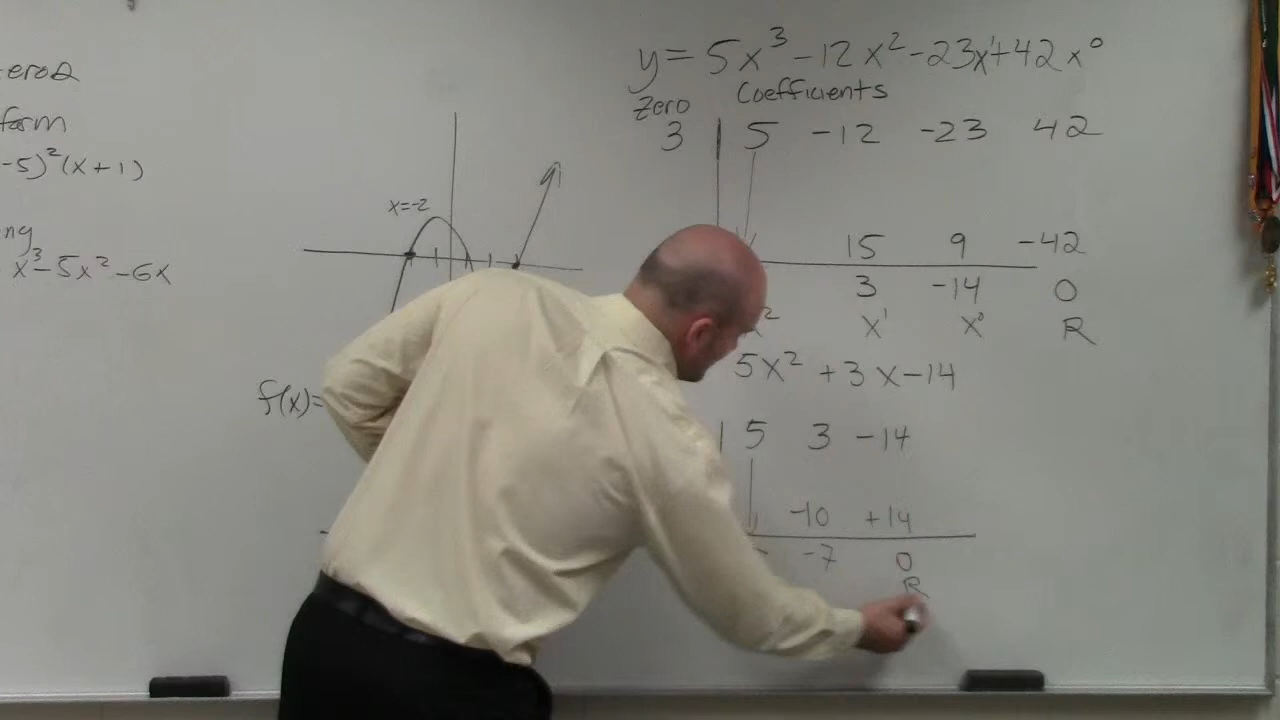 form
-5)²(x+1)
x³-5x²-6x
x=-2
f(x)=
y=5x³-12x²-23x¹+42x⁰
Zero Coefficients
3 | 5 -12 -23 42
15 9 -42
3 -14 0
x¹ x⁰ R
5x²+3x-14
5 3 -14
-10 +14
-7 0
R